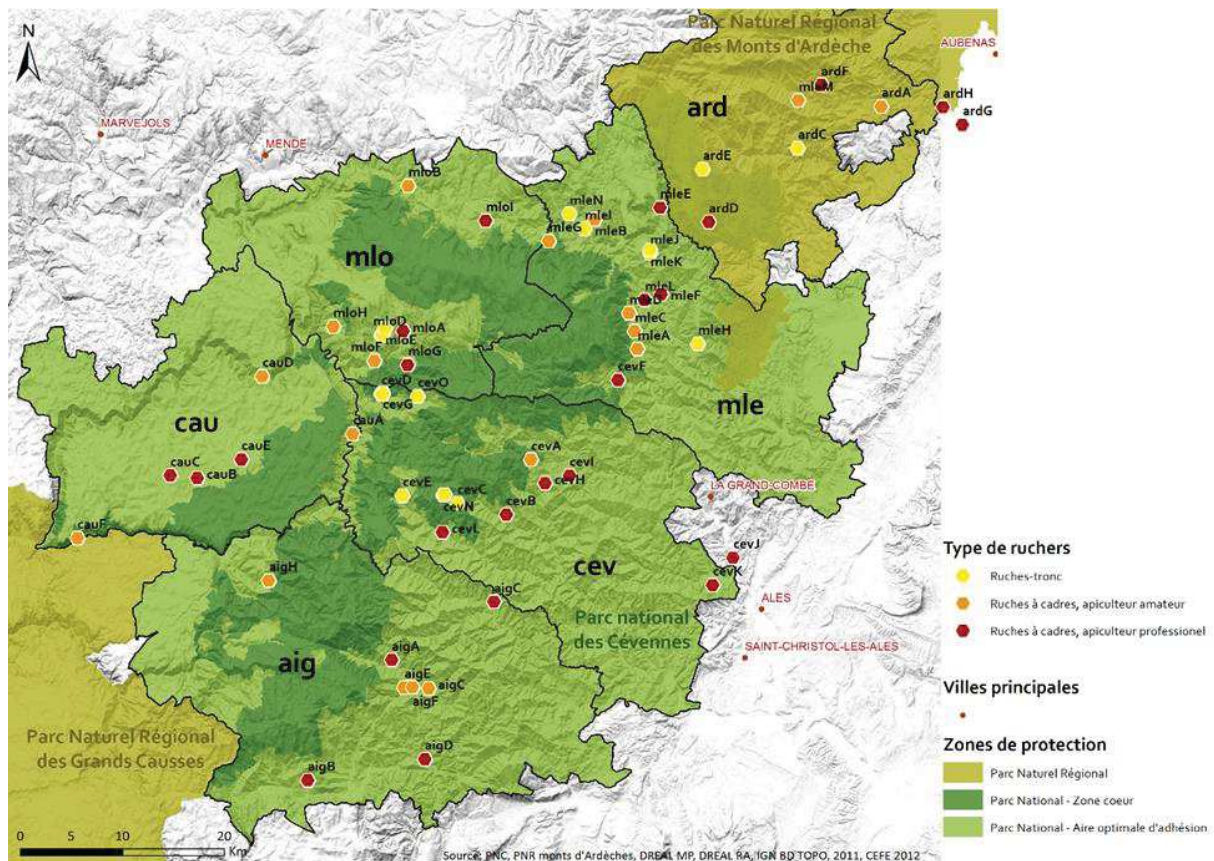 Parc Naturel Régional
des Monts d'Ardèche
N
AUBENAS
ardF
mleM
ardA
ardH
ardG
ard
MARVEJOLS
MENDE
ardC
ardE
mloB
mleE
mloI
mleN
mleI
mleG
mleB
ardD
mlo
mleJ
mleK
mleL
mleD
mleF
mleC
mloH
mloD
mloA
mloE
mleA
mleH
mloF
mloG
cauD
cevF
cevD
cevO
cevG
mle
cau
cauA
cauE
cevA
cauC
cauB
cevI
cevH
cevE
cevC
cevN
cevB
LA GRAND-COMBE
cevL
cauF
cevJ
cev
cevK
aigH
aigC
Parc national
des Cévennes
ALES
SAINT-CHRISTOL-LES-ALES
aigA
aig
aigE
aigC
aigF
Parc Naturel Régional
des Grands Causses
aigD
aigB
0 5 10 20
Km
Source: PNC, PNR monts d'Ardèches, DREAL MP, DREAL RA, IGN BD TOPO, 2011, CEFE 2012
Type de ruchers
Ruches-tronc
Ruches à cadres, apiculteur amateur
Ruches à cadres, apiculteur professionel
Villes principales
Zones de protection
Parc Naturel Régional
Parc National - Zone coeur
Parc National - Aire optimale d'adhésion